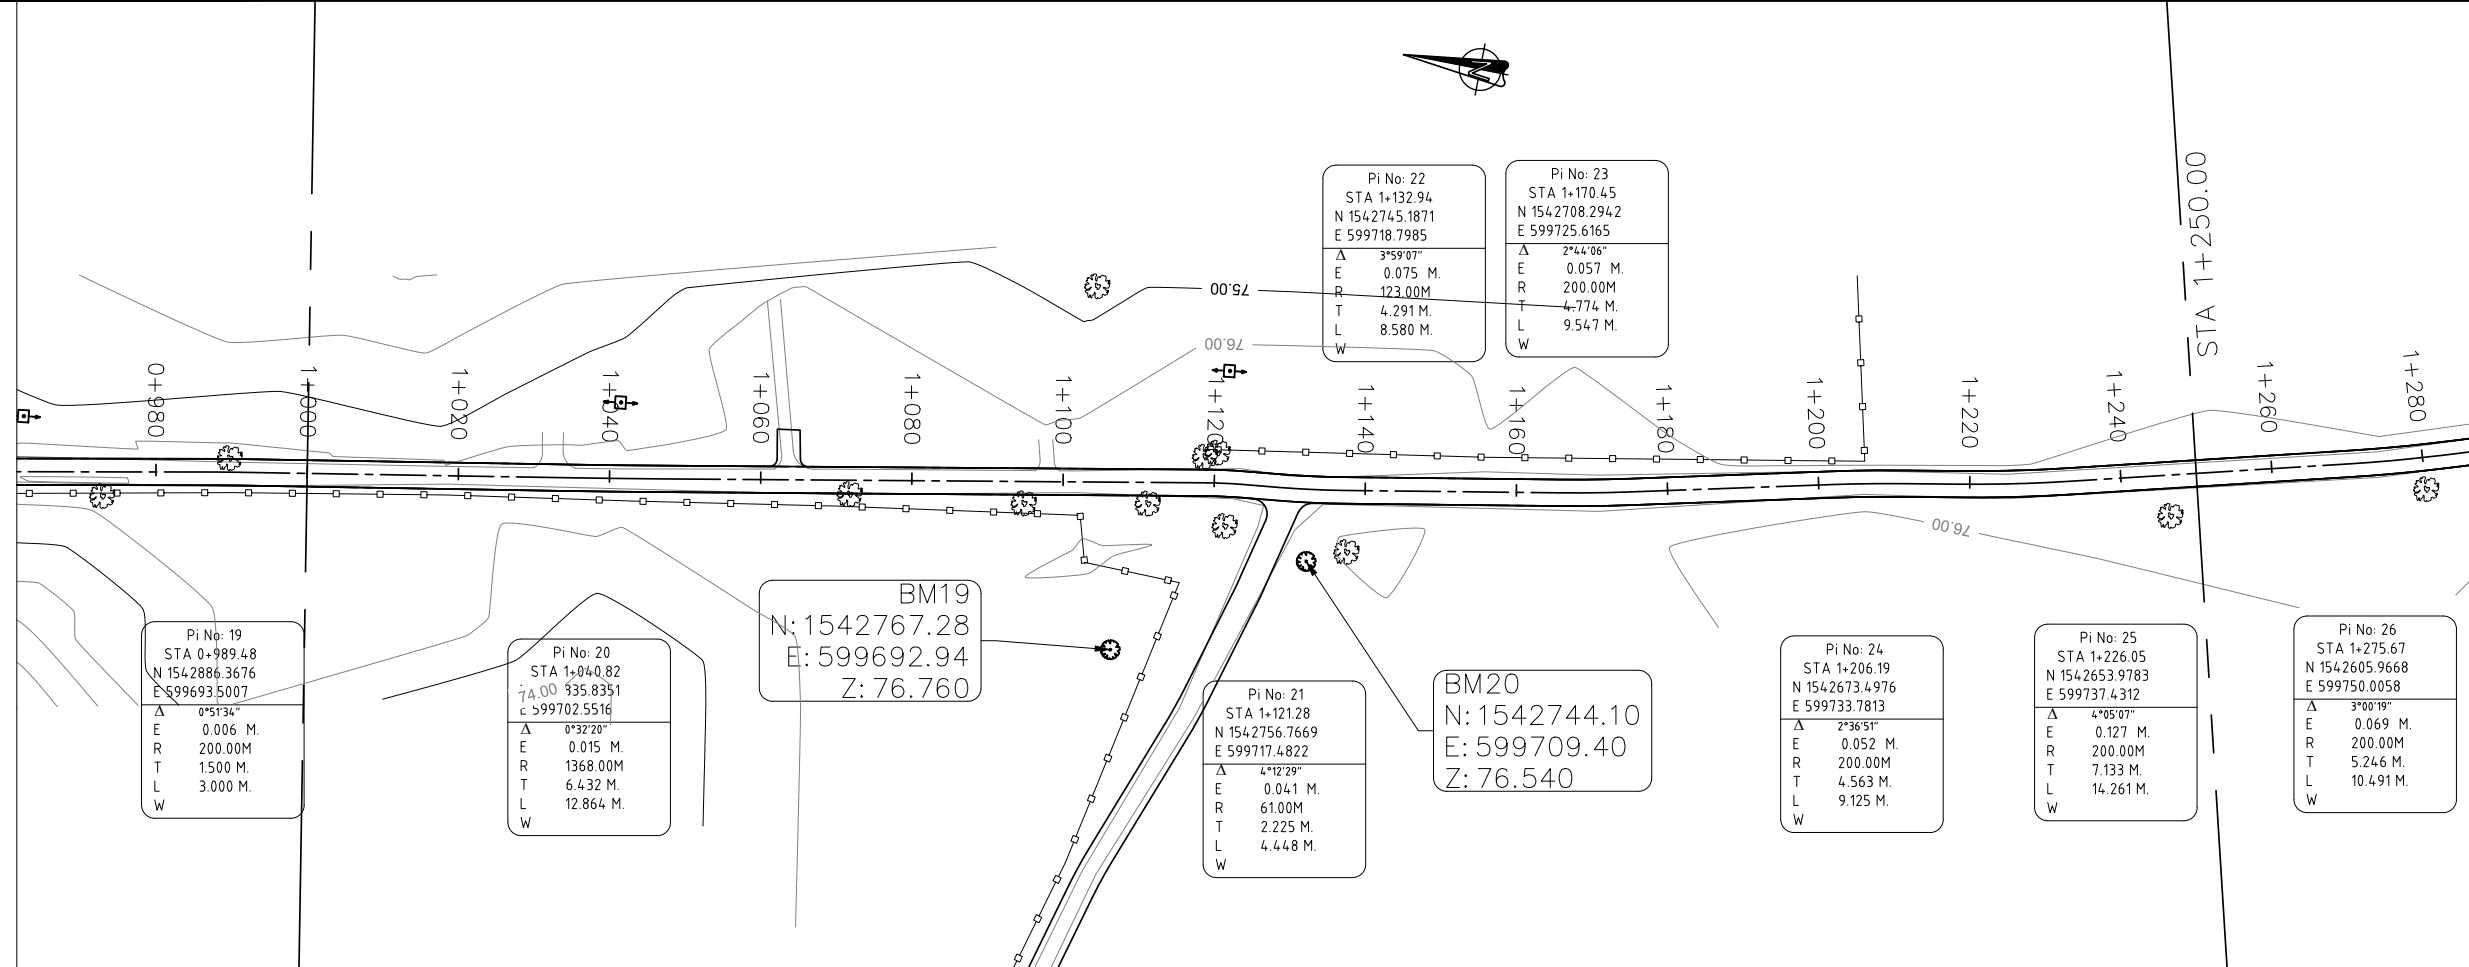 N
Pi No: 22
STA 1+132.94
N 1542745.1871
E 599718.7985
Δ 3°59'07"
E 0.075 M.
R 123.00M
T 4.291 M.
L 8.580 M.
W
Pi No: 23
STA 1+170.45
N 1542708.2942
E 599725.6165
Δ 2°44'06"
E 0.057 M.
R 200.00M
T 4.774 M.
L 9.547 M.
W
STA 1+250.00
75.00
76.00
0+980
1+000
1+020
1+040
1+060
1+080
1+100
1+120
1+140
1+160
1+180
1+200
1+220
1+240
1+260
1+280
76.00
BM19
N: 1542767.28
E: 599692.94
Z: 76.760
BM20
N: 1542744.10
E: 599709.40
Z: 76.540
Pi No: 19
STA 0+989.48
N 1542886.3676
E 599693.5007
Δ 0°51'34"
E 0.006 M.
R 200.00M
T 1.500 M.
L 3.000 M.
W
Pi No: 20
STA 1+040.82
74.00
835.8351
E 599702.5516
Δ 0°32'20"
E 0.015 M.
R 1368.00M
T 6.432 M.
L 12.864 M.
W
Pi No: 21
STA 1+121.28
N 1542756.7669
E 599717.4822
Δ 4°12'29"
E 0.041 M.
R 61.00M
T 2.225 M.
L 4.448 M.
W
Pi No: 24
STA 1+206.19
N 1542673.4976
E 599733.7813
Δ 2°36'51"
E 0.052 M.
R 200.00M
T 4.563 M.
L 9.125 M.
W
Pi No: 25
STA 1+226.05
N 1542653.9783
E 599737.4312
Δ 4°05'07"
E 0.127 M.
R 200.00M
T 7.133 M.
L 14.261 M.
W
Pi No: 26
STA 1+275.67
N 1542605.9668
E 599750.0058
Δ 3°00'19"
E 0.069 M.
R 200.00M
T 5.246 M.
L 10.491 M.
W